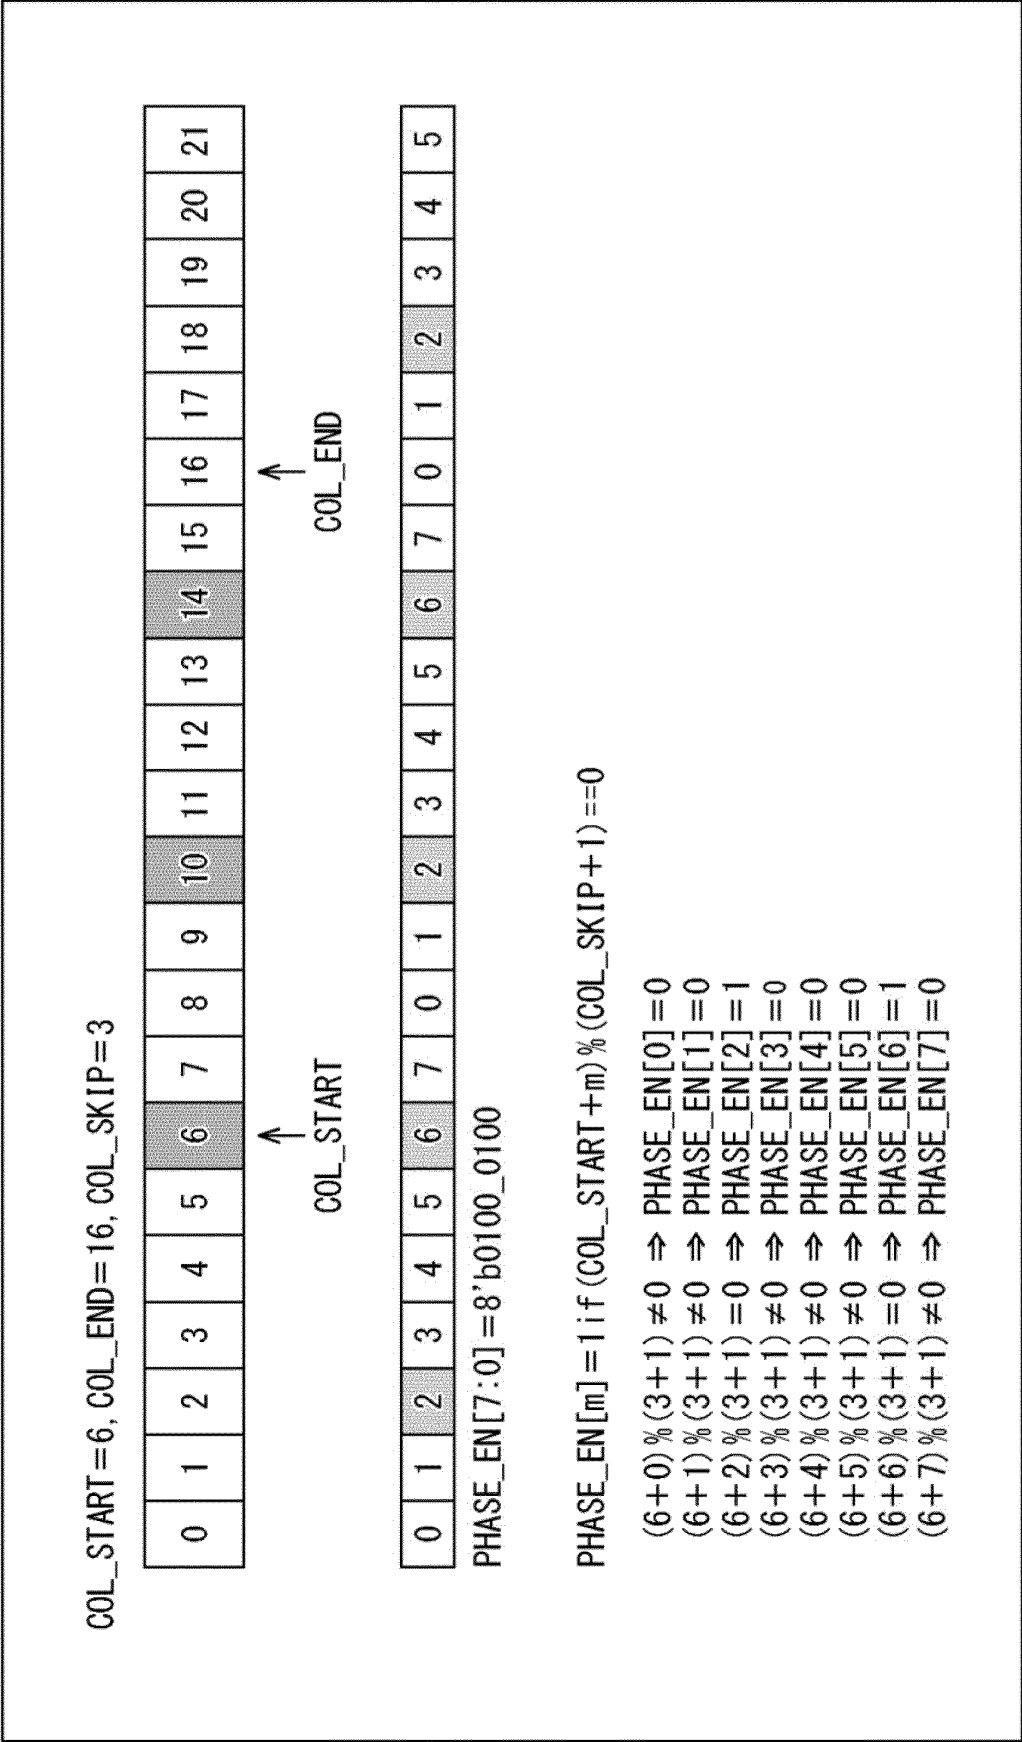 COL_START=6, COL_END=16, COL_SKIP=3
0 1 2 3 4 5 6 7 8 9 10 11 12 13 14 15 16 17 18 19 20 21
COL_START COL_END
0 1 2 3 4 5 6 7 0 1 2 3 4 5 6 7 0 1 2 3 4 5
PHASE_EN[7:0]=8'b0100_0100
PHASE_EN[m]=1if(COL_START+m)%(COL_SKIP+1)==0
(6+0)%(3+1)≠0 ⇒ PHASE_EN[0]=0
(6+1)%(3+1)≠0 ⇒ PHASE_EN[1]=0
(6+2)%(3+1)=0 ⇒ PHASE_EN[2]=1
(6+3)%(3+1)≠0 ⇒ PHASE_EN[3]=0
(6+4)%(3+1)≠0 ⇒ PHASE_EN[4]=0
(6+5)%(3+1)≠0 ⇒ PHASE_EN[5]=0
(6+6)%(3+1)=0 ⇒ PHASE_EN[6]=1
(6+7)%(3+1)≠0 ⇒ PHASE_EN[7]=0